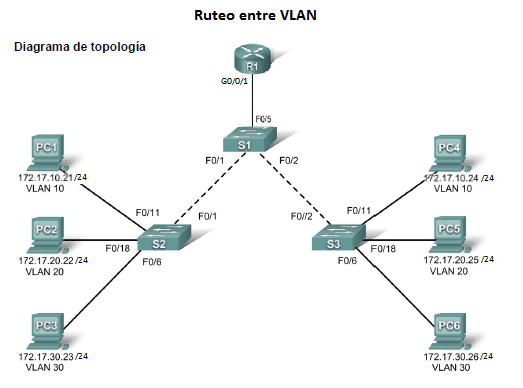 Ruteo entre VLAN
Diagrama de topología
R1
G0/0/1
F0/5
S1
F0/1
F0/2
PC1
172.17.10.21/24
VLAN 10
PC4
172.17.10.24/24
VLAN 10
F0/11
F0/1
F0//2
F0/11
PC2
172.17.20.22/24
VLAN 20
F0/18
S2
F0/6
S3
F0/18
F0/6
PC5
172.17.20.25/24
VLAN 20
PC3
172.17.30.23/24
VLAN 30
PC6
172.17.30.26/24
VLAN 30